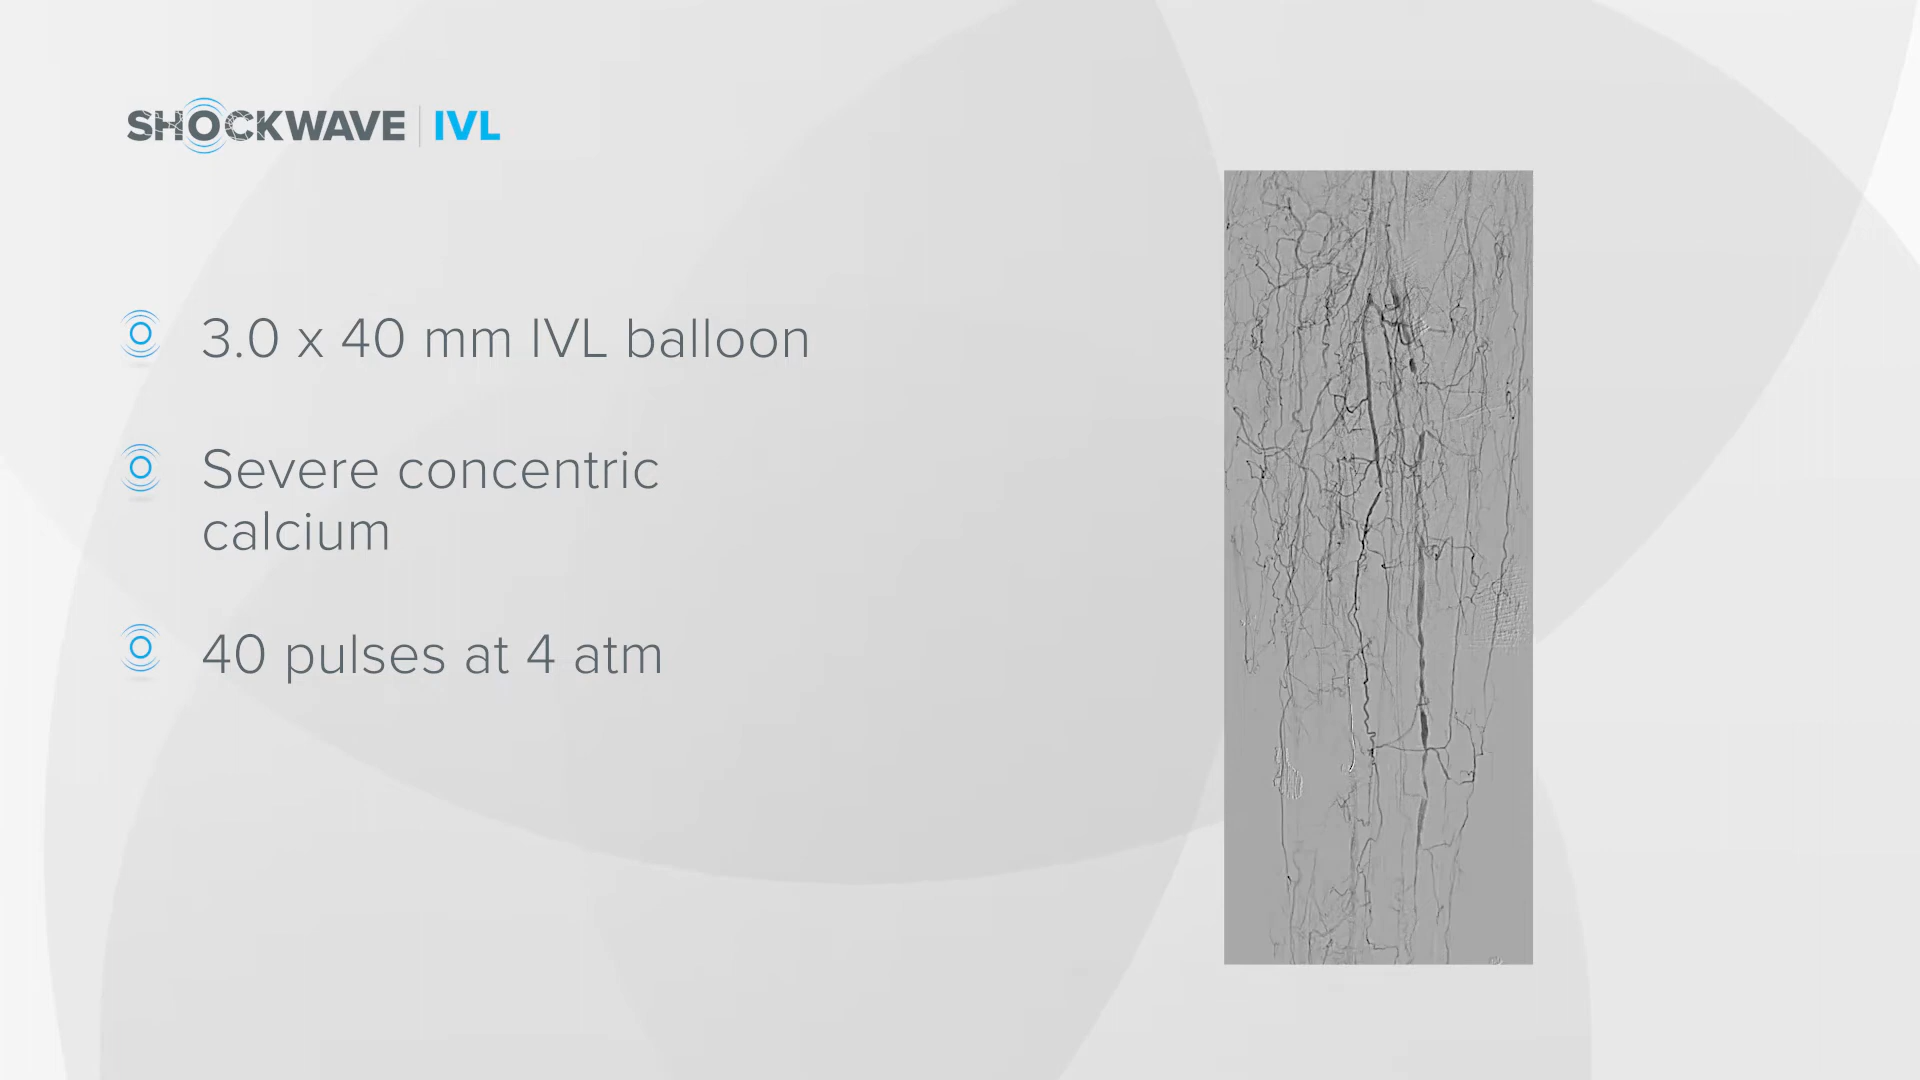 SHOCKWAVE IVL
3.0 x 40 mm IVL balloon
Severe concentric
calcium
40 pulses at 4 atm